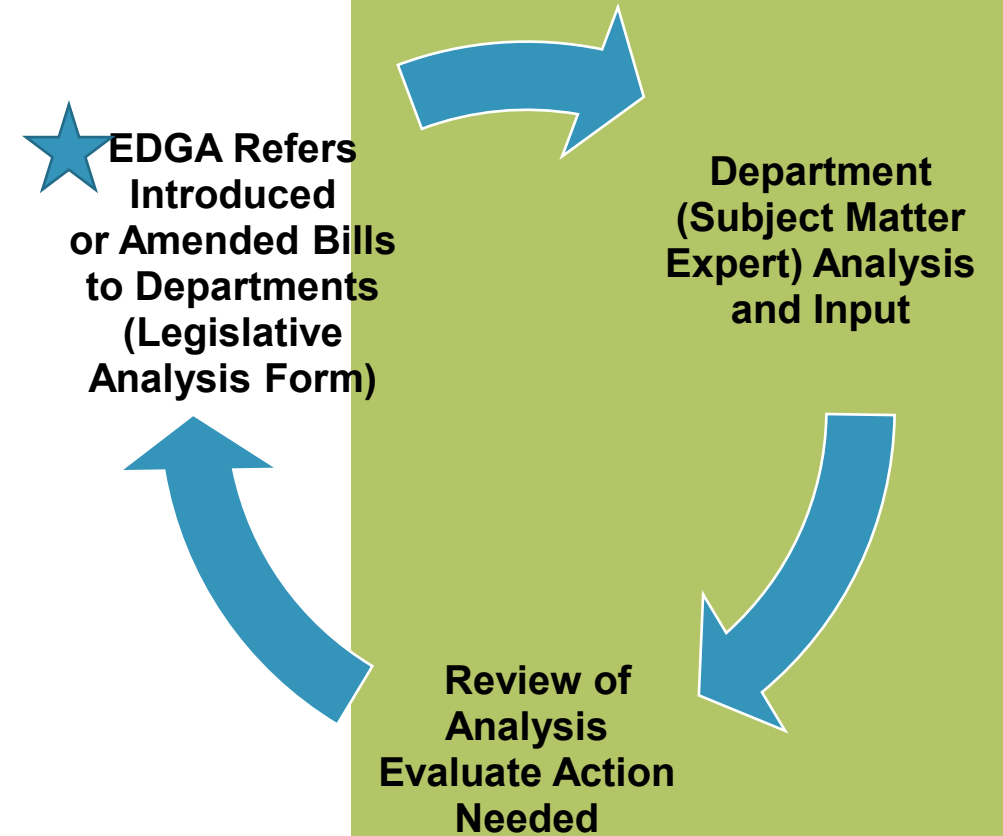 EDGA Refers
Introduced
or Amended Bills
to Departments
(Legislative
Analysis Form)
Department
(Subject Matter
Expert) Analysis
and Input
Review of
Analysis
Evaluate Action
Needed